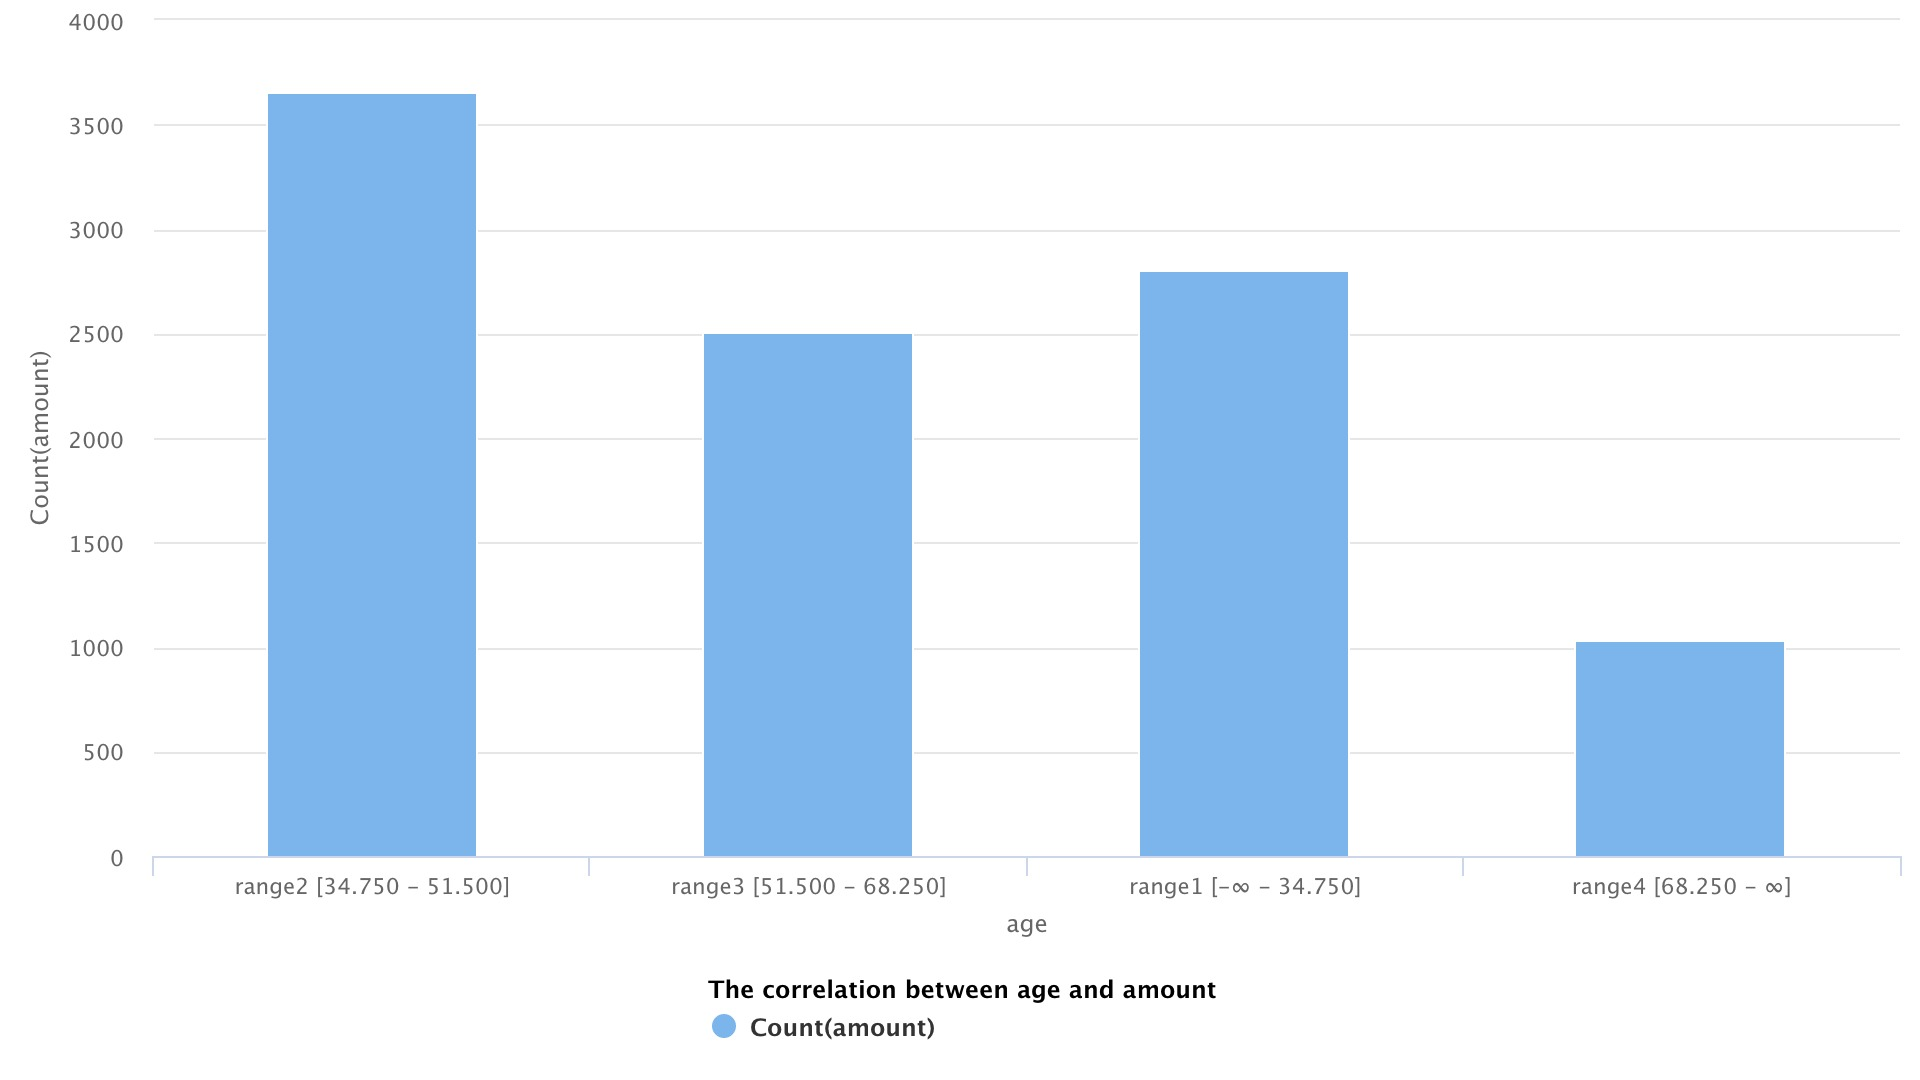 4000
3500
3000
2500
2000
1500
1000
500
0
Count(amount)
range2 [34.750 – 51.500]
range3 [51.500 – 68.250]
range1 [−∞ – 34.750]
range4 [68.250 – ∞]
age
The correlation between age and amount
Count(amount)